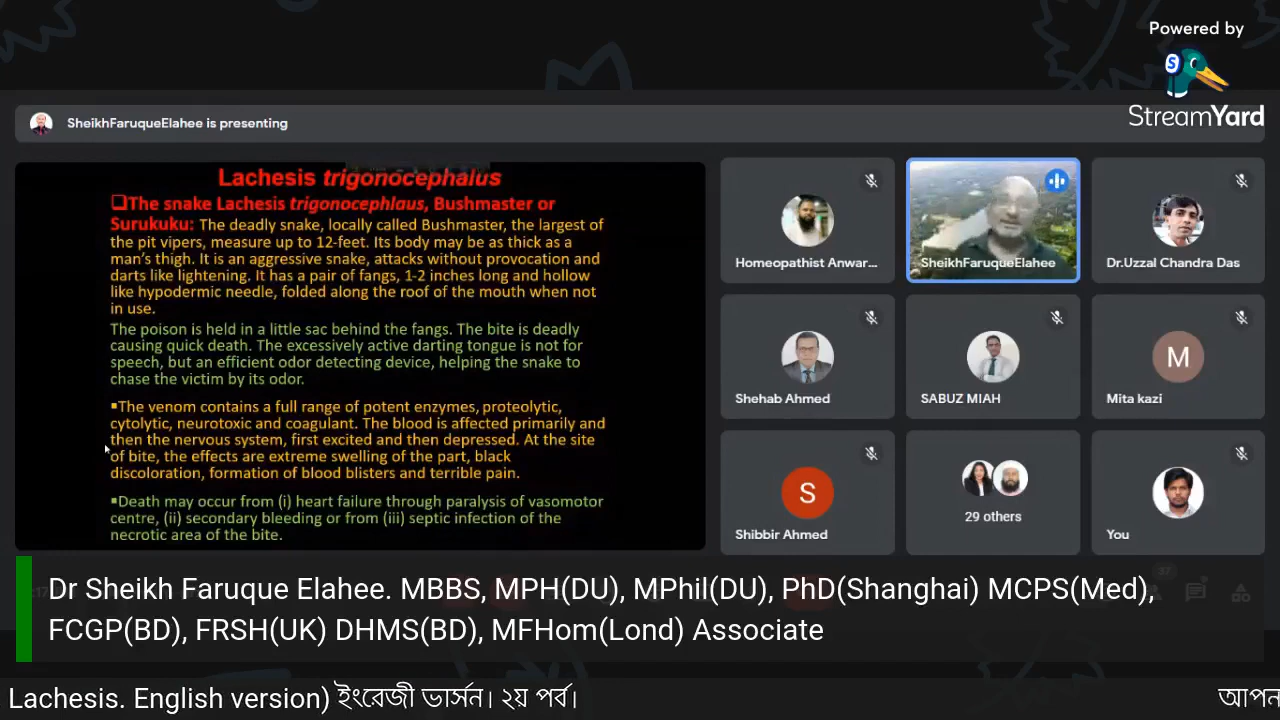 Powered by
S
StreamYard
SheikhFaruqueElahee is presenting
Lachesis trigonocephalus
❑The snake Lachesis trigonocephlaus, Bushmaster or
Surukuku: The deadly snake, locally called Bushmaster, the largest of
the pit vipers, measure up to 12-feet. Its body may be as thick as a
man's thigh. It is an aggressive snake, attacks without provocation and
darts like lightening. It has a pair of fangs, 1-2 inches long and hollow
like hypodermic needle, folded along the roof of the mouth when not
in use.
The poison is held in a little sac behind the fangs. The bite is deadly
causing quick death. The excessively active darting tongue is not for
speech, but an efficient odor detecting device, helping the snake to
chase the victim by its odor.
▪The venom contains a full range of potent enzymes, proteolytic,
cytolytic, neurotoxic and coagulant. The blood is affected primarily and
then the nervous system, first excited and then depressed. At the site
of bite, the effects are extreme swelling of the part, black
discoloration, formation of blood blisters and terrible pain.
▪Death may occur from (i) heart failure through paralysis of vasomotor
centre, (ii) secondary bleeding or from (iii) septic infection of the
necrotic area of the bite.
Homeopathist Anwar...
SheikhFaruqueElahee
Dr.Uzzal Chandra Das
Shehab Ahmed
SABUZ MIAH
M
Mita kazi
S
Shibbir Ahmed
29 others
You
37
Dr Sheikh Faruque Elahee. MBBS, MPH(DU), MPhil(DU), PhD(Shanghai) MCPS(Med),
FCGP(BD), FRSH(UK) DHMS(BD), MFHom(Lond) Associate
Lachesis. English version) ইংরেজী ভার্সন। ২য় পর্ব। আপন